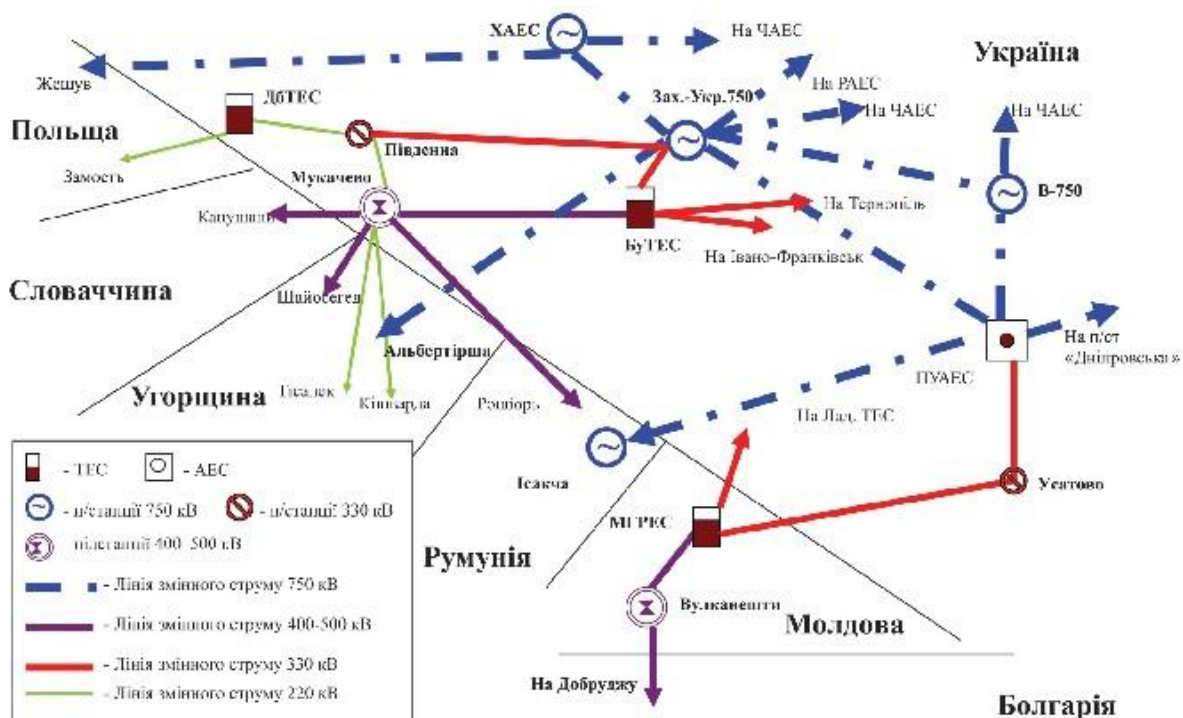 ХАЕС
На ЧАЕС
Україна
Жешув
ДбТЕС
Зах.-Укр.750
На РАЕС
На ЧАЕС
На ЧАЕС
Польща
Південна
Замость
Мукачево
В-750
Капушани
На Тернопіль
БуТЕС
На Івано-Франківськ
Словаччина
Шайосегед
Альбертірша
На п/ст
«Дніпровська»
ПУАЕС
Угорщина
Тисалек
Кішварда
Рошіорь
На Лад. ТЕС
- ТЕС
- АЕС
Ісакча
Усатово
- п/станції 750 кВ
- п/станції 330 кВ
МГРЕС
- підстанції 400-500 кВ
Румунія
- Лінія змінного струму 750 кВ
Вулканешти
- Лінія змінного струму 400-500 кВ
Молдова
- Лінія змінного струму 330 кВ
- Лінія змінного струму 220 кВ
На Добруджу
Болгарія